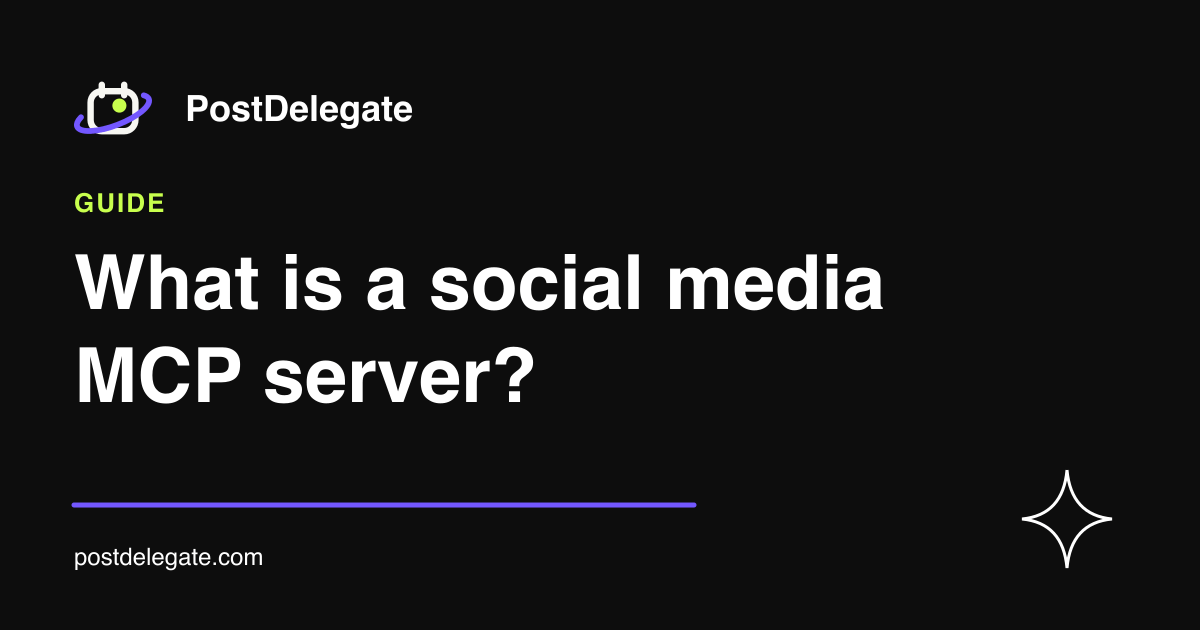 PostDelegate
GUIDE
What is a social media
MCP server?
postdelegate.com